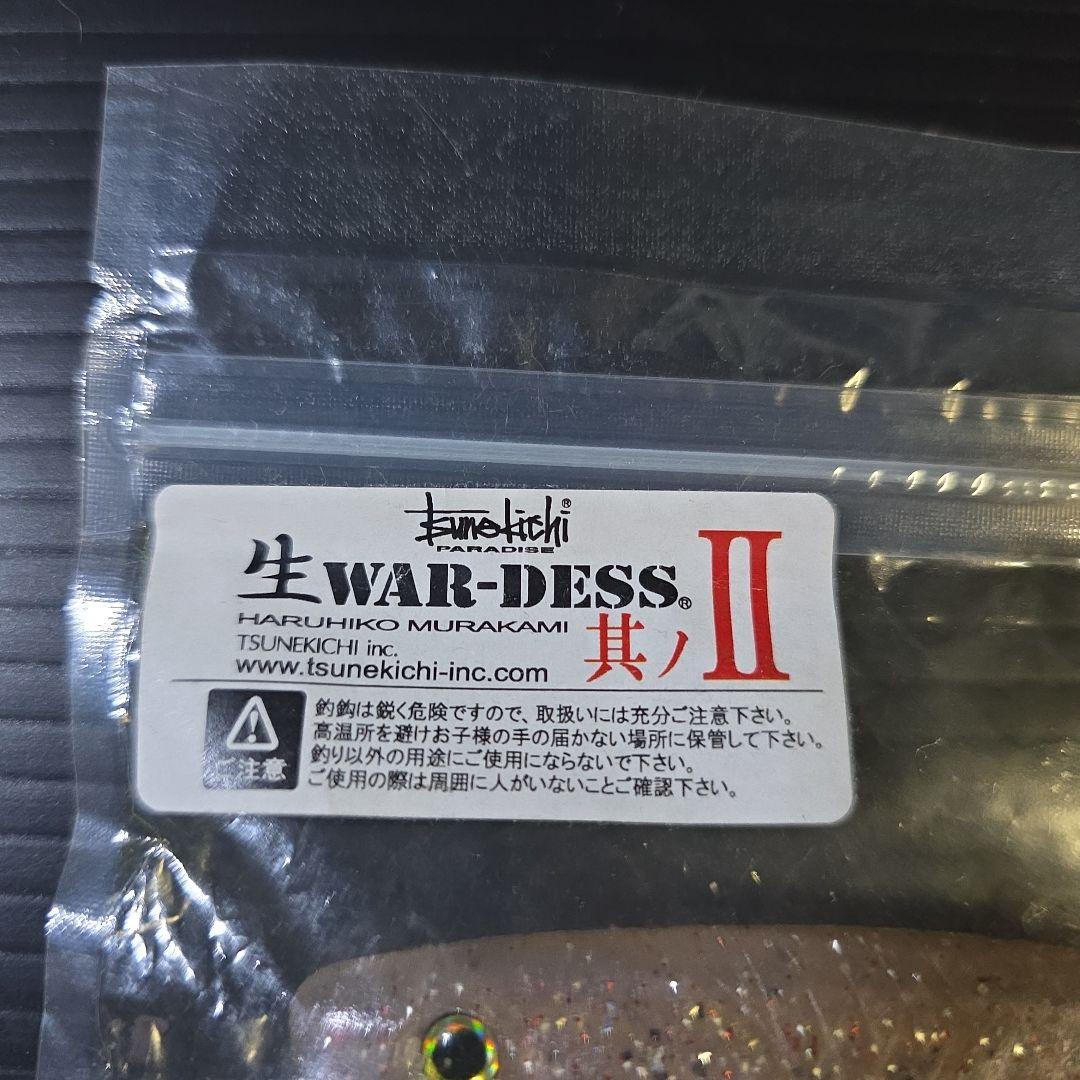 Tsunekichi®
PARADISE
生WAR-DESS®
HARUHIKO MURAKAMI
其ノII
TSUNEKICHI inc.
www.tsunekichi-inc.com
釣鈎は鋭く危険ですので、取扱いには充分ご注意下さい。
高温所を避けお子様の手の届かない場所に保管して下さい。
釣り以外の用途にご使用にならないで下さい。
ご使用の際は周囲に人がいないことご確認下さい。
ご注意